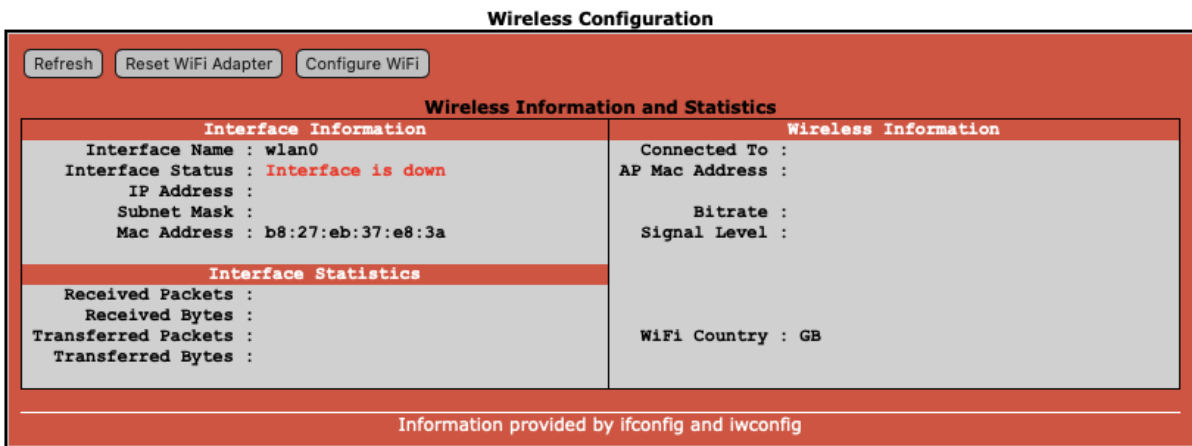 Wireless Configuration
Refresh Reset WiFi Adapter Configure WiFi
Wireless Information and Statistics
Interface Information
Interface Name : wlan0
Interface Status : Interface is down
IP Address :
Subnet Mask :
Mac Address : b8:27:eb:37:e8:3a
Interface Statistics
Received Packets :
Received Bytes :
Transferred Packets :
Transferred Bytes :
Wireless Information
Connected To :
AP Mac Address :
Bitrate :
Signal Level :
WiFi Country : GB
Information provided by ifconfig and iwconfig